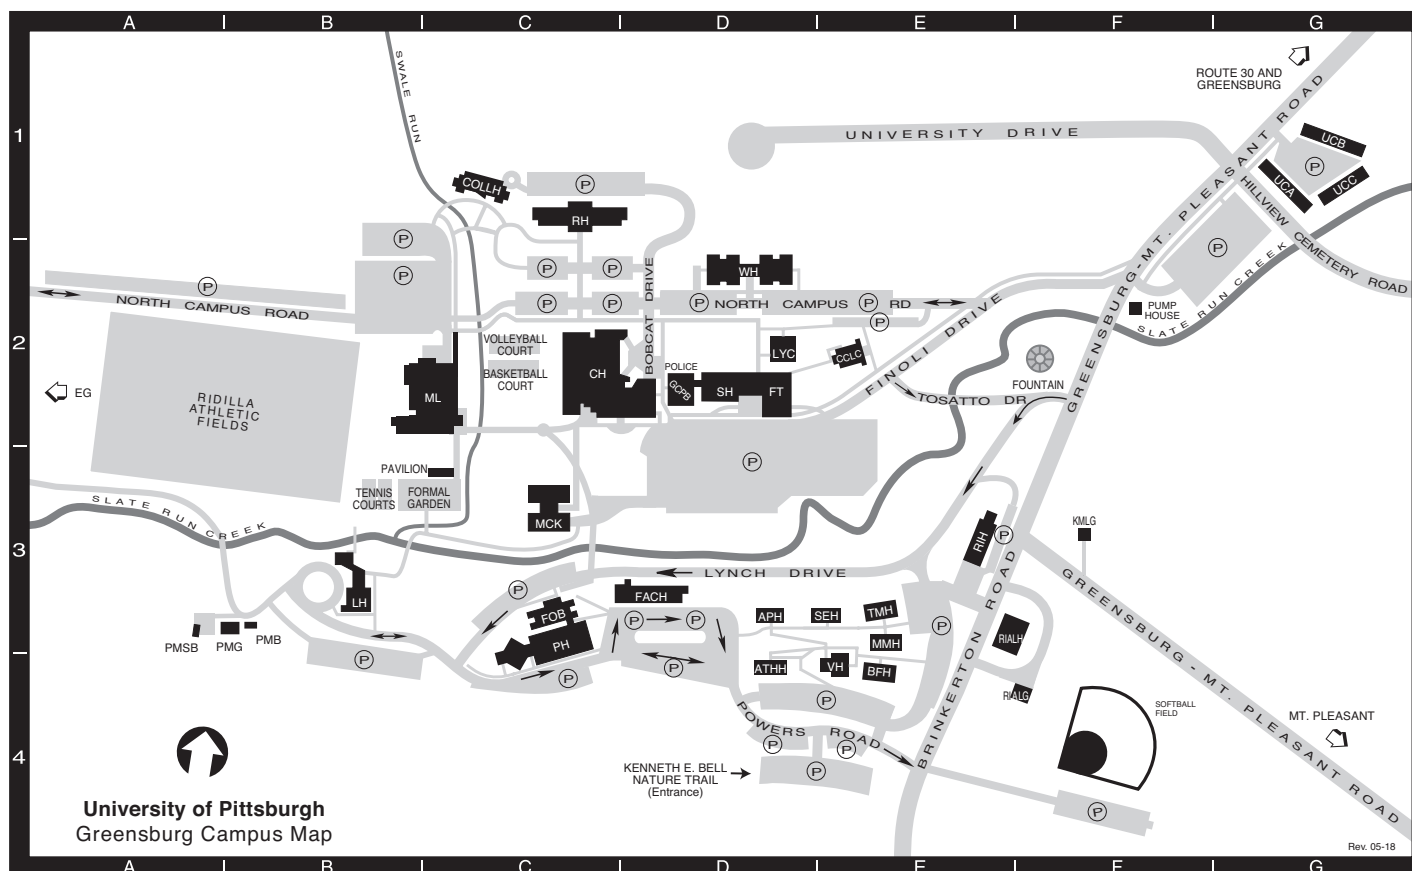 A B C D E F G
ROUTE 30 AND
GREENSBURG
SWALE RUN
1
UNIVERSITY DRIVE
GREENSBURG-MT. PLEASANT ROAD
UCB
P
UCA
UCC
COLLH
P
RH
HILLVIEW CEMETERY ROAD
P
P
P
P
P
WH
BOBCAT DRIVE
P
NORTH CAMPUS ROAD
P
P
P
NORTH CAMPUS RD
P
P
FINOLI DRIVE
PUMP
HOUSE
SLATE RUN CREEK
2
VOLLEYBALL
COURT
BASKETBALL
COURT
CH
LYC
CCLC
POLICE
GCPB
SH
FT
FOUNTAIN
TOSATTO DR
EG
RIDILLA
ATHLETIC
FIELDS
ML
P
PAVILION
TENNIS
COURTS
FORMAL
GARDEN
SLATE RUN CREEK
MCK
RIH
P
KMLG
3
LYNCH DRIVE
GREENSBURG - MT. PLEASANT ROAD
LH
P
FACH
FOB
PH
P
P
APH
SEH
TMH
P
MMH
RIALH
PMSB
PMG
PMB
P
P
P
ATHH
VH
BFH
RIALG
P
BRINKERTON ROAD
SOFTBALL
FIELD
MT. PLEASANT
POWERS ROAD
P
P
4
KENNETH E. BELL
NATURE TRAIL
(Entrance)
P
P
University of Pittsburgh
Greensburg Campus Map
Rev. 05-18
A B C D E F G